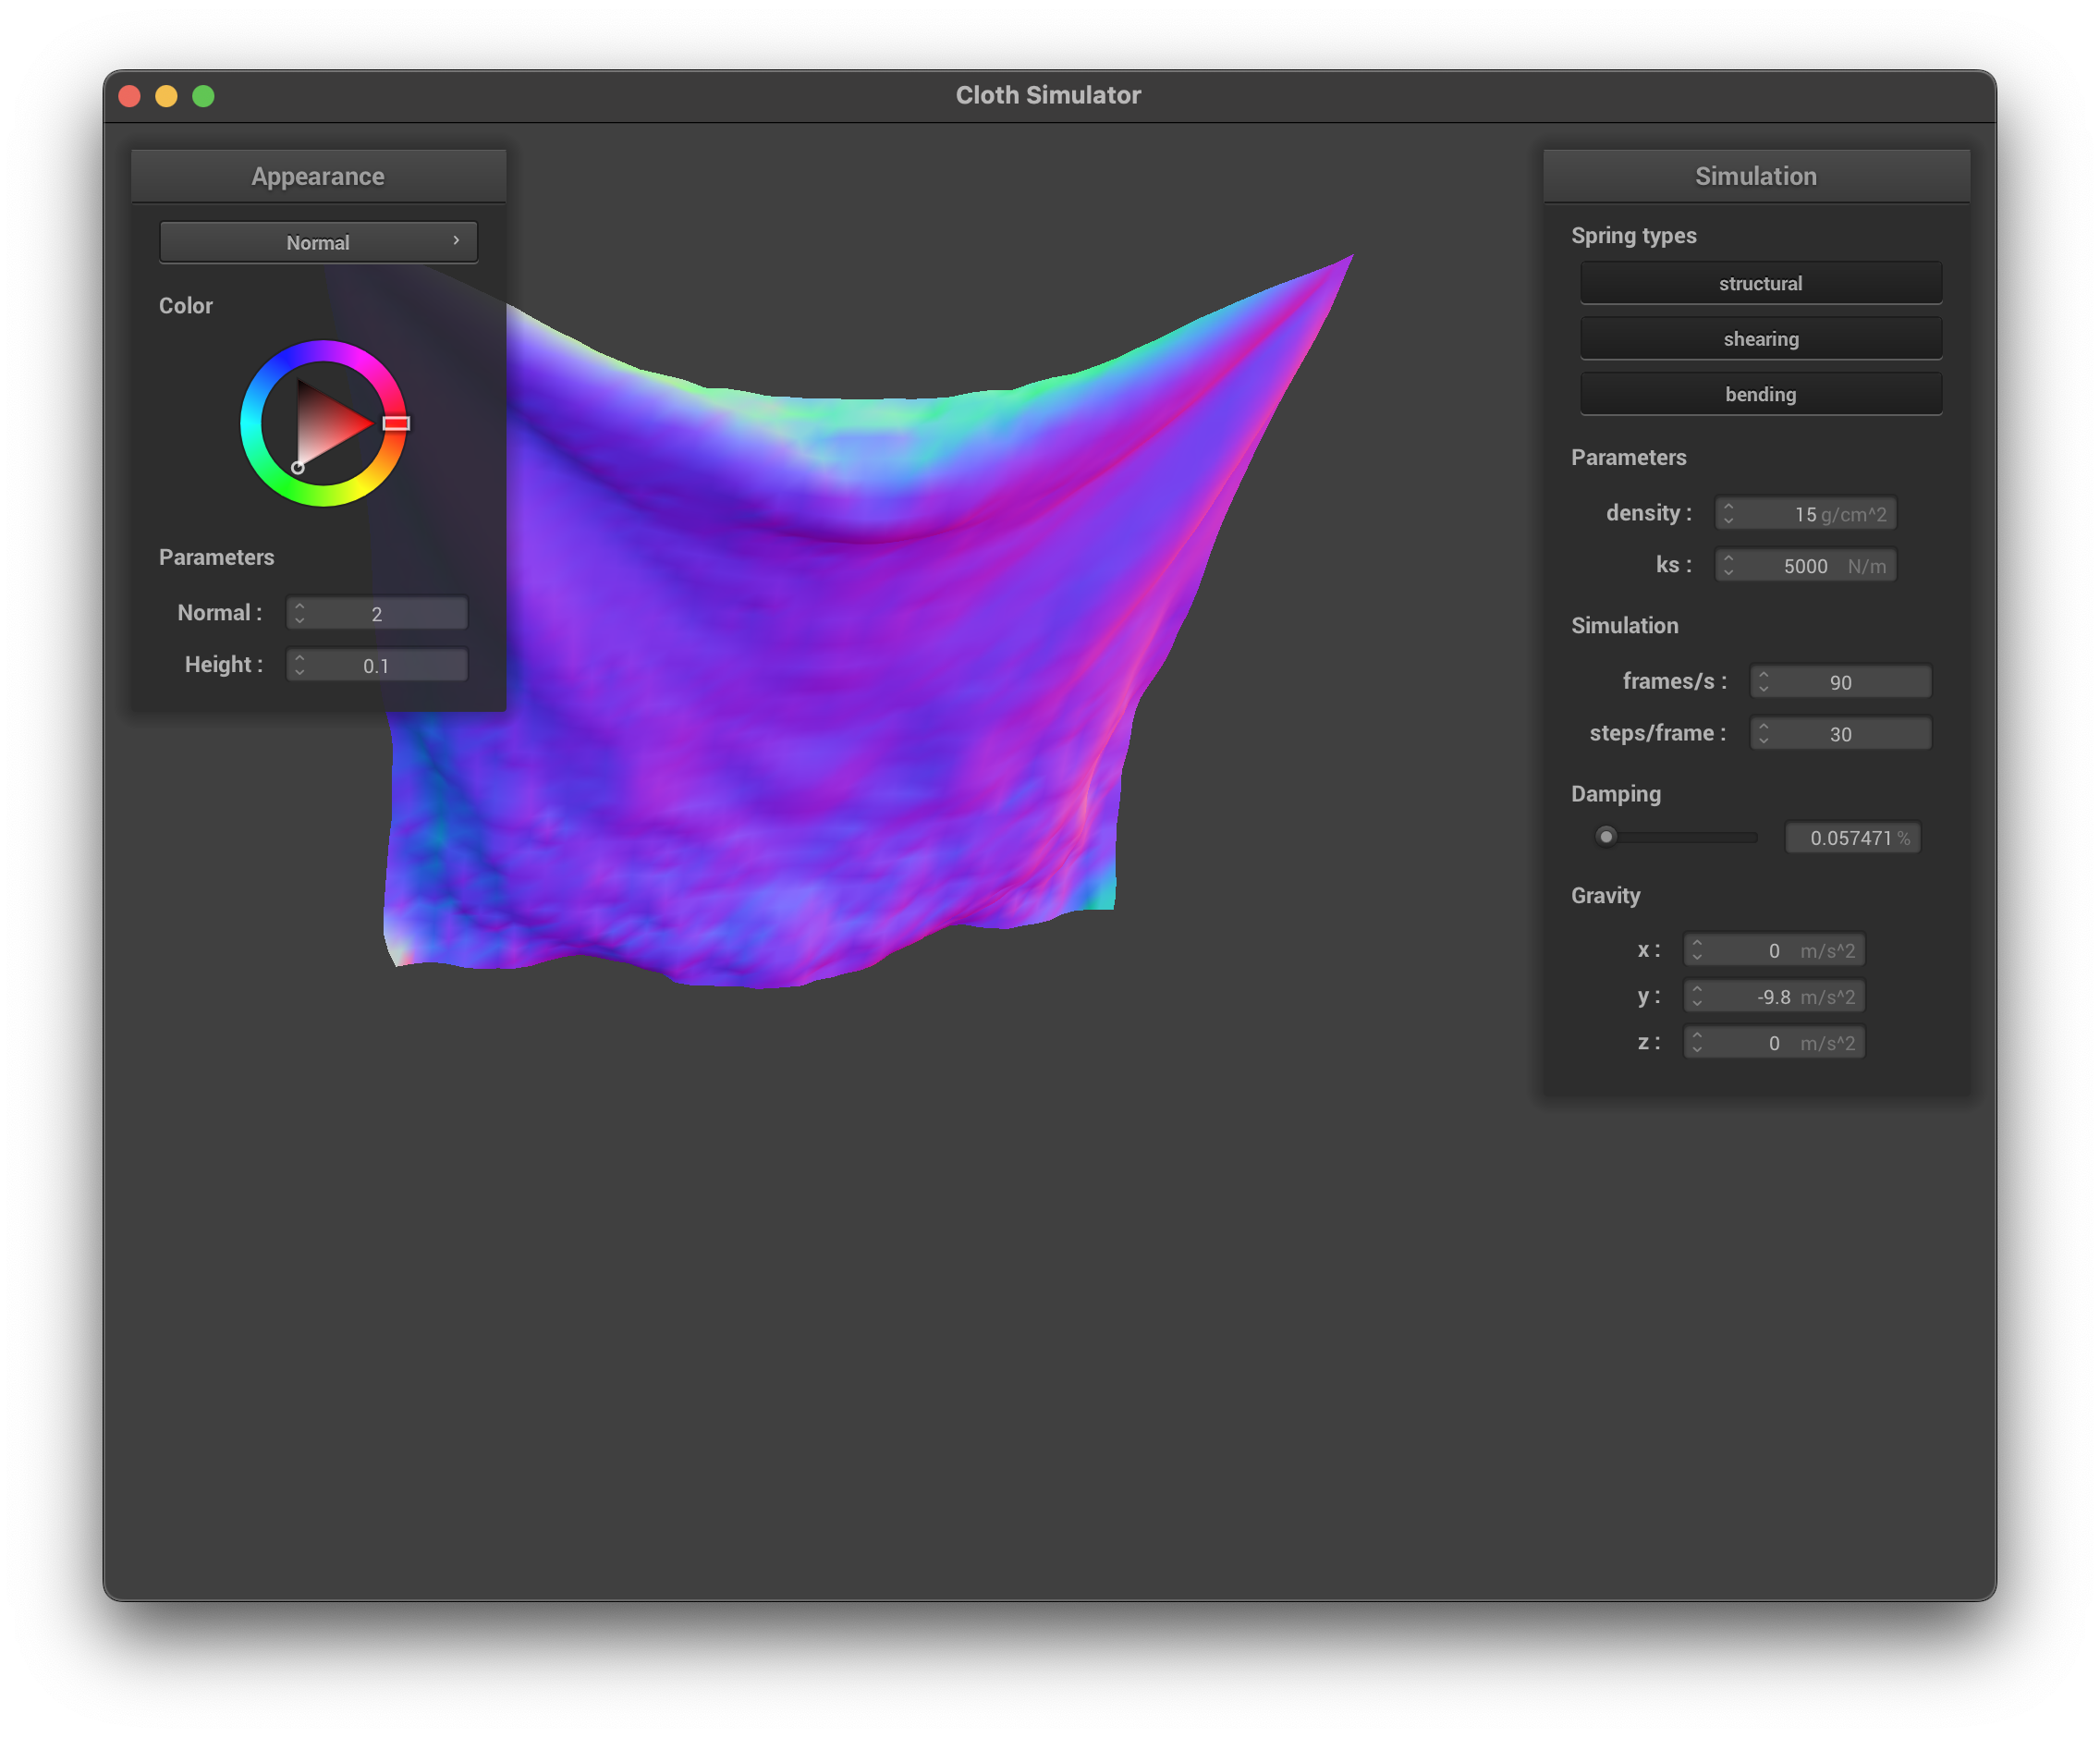 Cloth Simulator
Appearance
Normal
Color
Parameters
Normal : 2
Height : 0.1
Simulation
Spring types
structural
shearing
bending
Parameters
density : 15 g/cm^2
ks : 5000 N/m
Simulation
frames/s : 90
steps/frame : 30
Damping
0.057471 %
Gravity
x : 0 m/s^2
y : -9.8 m/s^2
z : 0 m/s^2